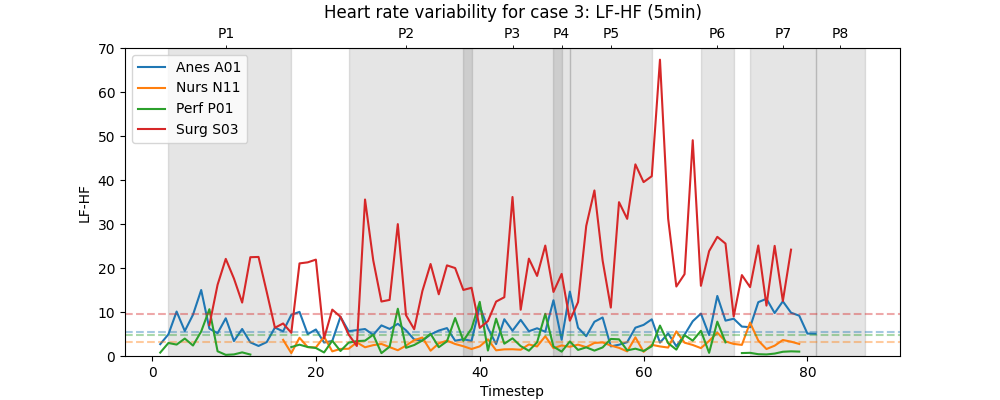 Heart rate variability for case 3: LF-HF (5min)
P1 P2 P3 P4 P5 P6 P7 P8
70
60
50
40
30
20
10
0
LF-HF
Anes A01
Nurs N11
Perf P01
Surg S03
0 20 40 60 80
Timestep